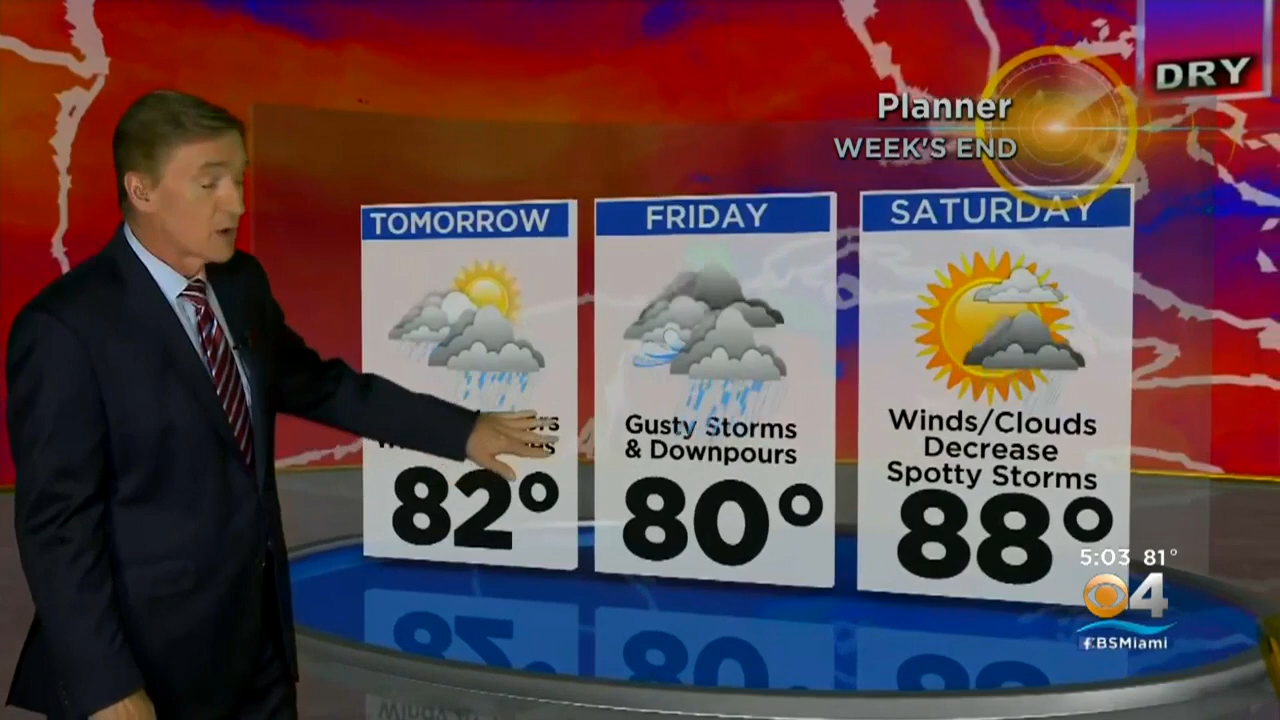 DRY
Planner
WEEK'S END
TOMORROW
FRIDAY
SATURDAY
Gusty Storms
& Downpours
Winds/Clouds
Decrease
Spotty Storms
82°
80°
88°
5:03 81°
4
BSMiami